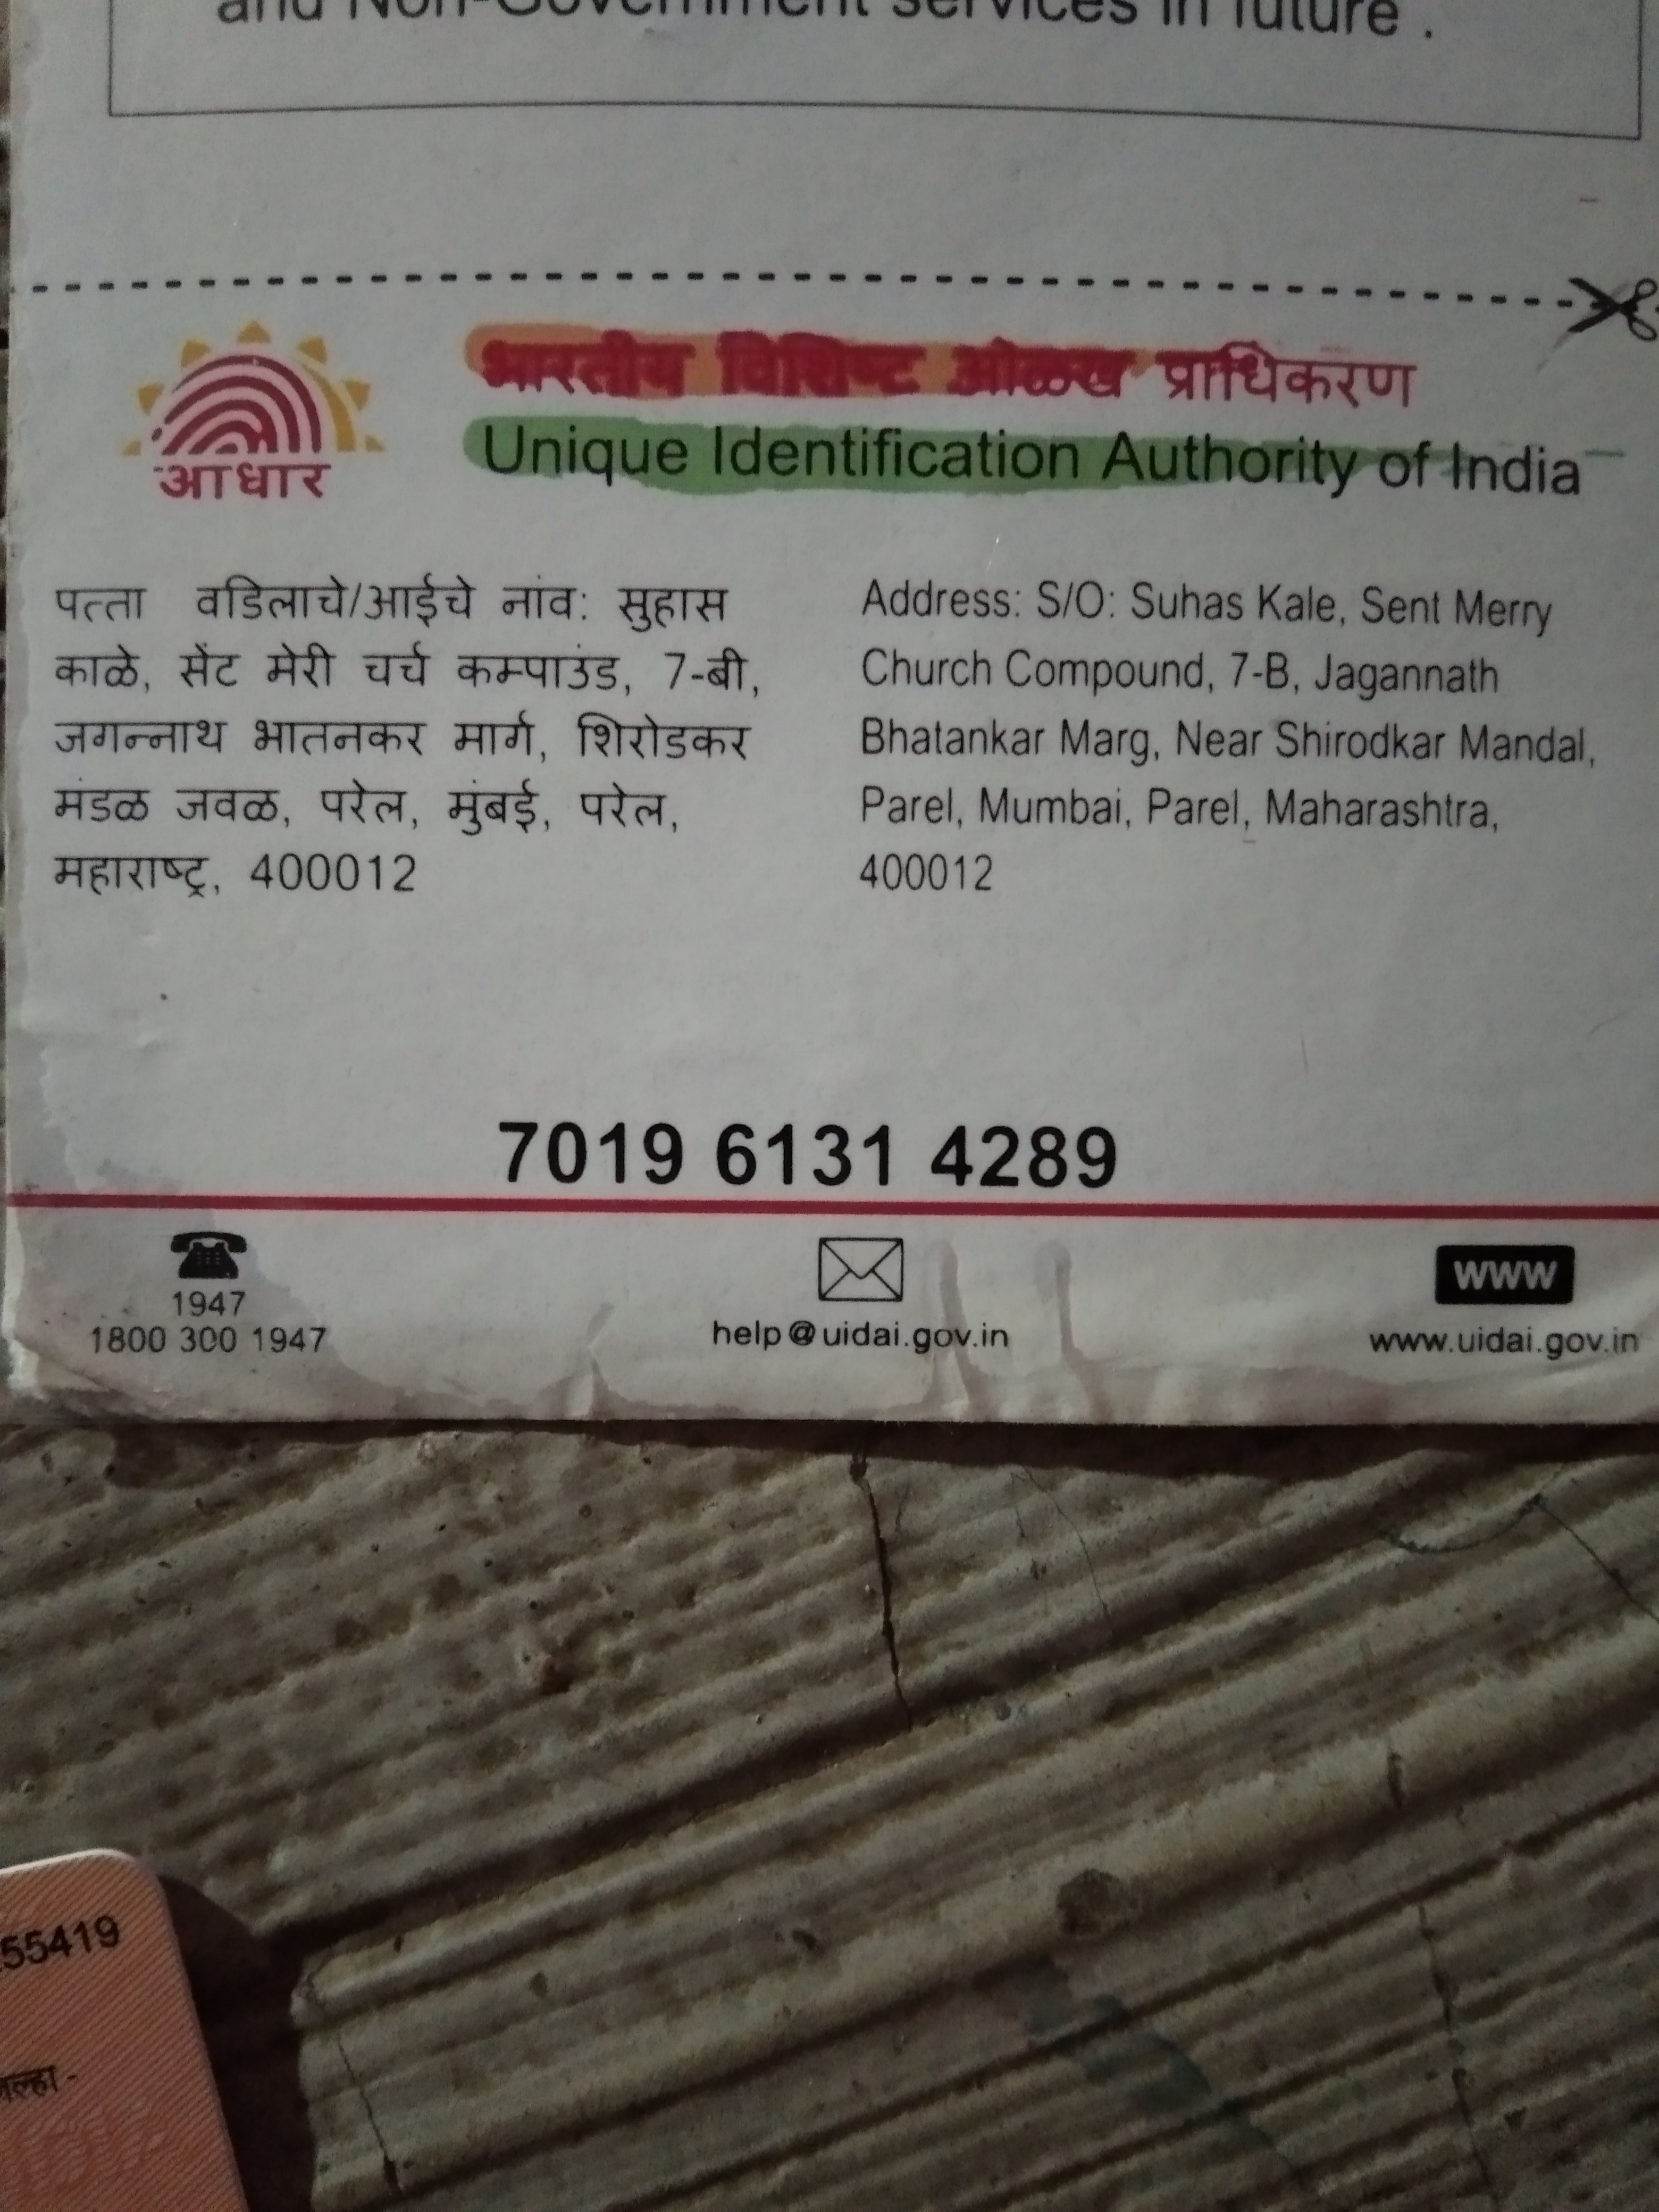 and Non-Government services in future .
आधार
भारतीय विशिष्ट ओळख प्राधिकरण
Unique Identification Authority of India
पत्ता वडिलाचे/आईचे नांव: सुहास
काळे, सेंट मेरी चर्च कम्पाउंड, 7-बी,
जगन्नाथ भातनकर मार्ग, शिरोडकर
मंडळ जवळ, परेल, मुंबई, परेल,
महाराष्ट्र, 400012
Address: S/O: Suhas Kale, Sent Merry
Church Compound, 7-B, Jagannath
Bhatankar Marg, Near Shirodkar Mandal,
Parel, Mumbai, Parel, Maharashtra,
400012
7019 6131 4289
1947
1800 300 1947
help@uidai.gov.in
www
www.uidai.gov.in
55419